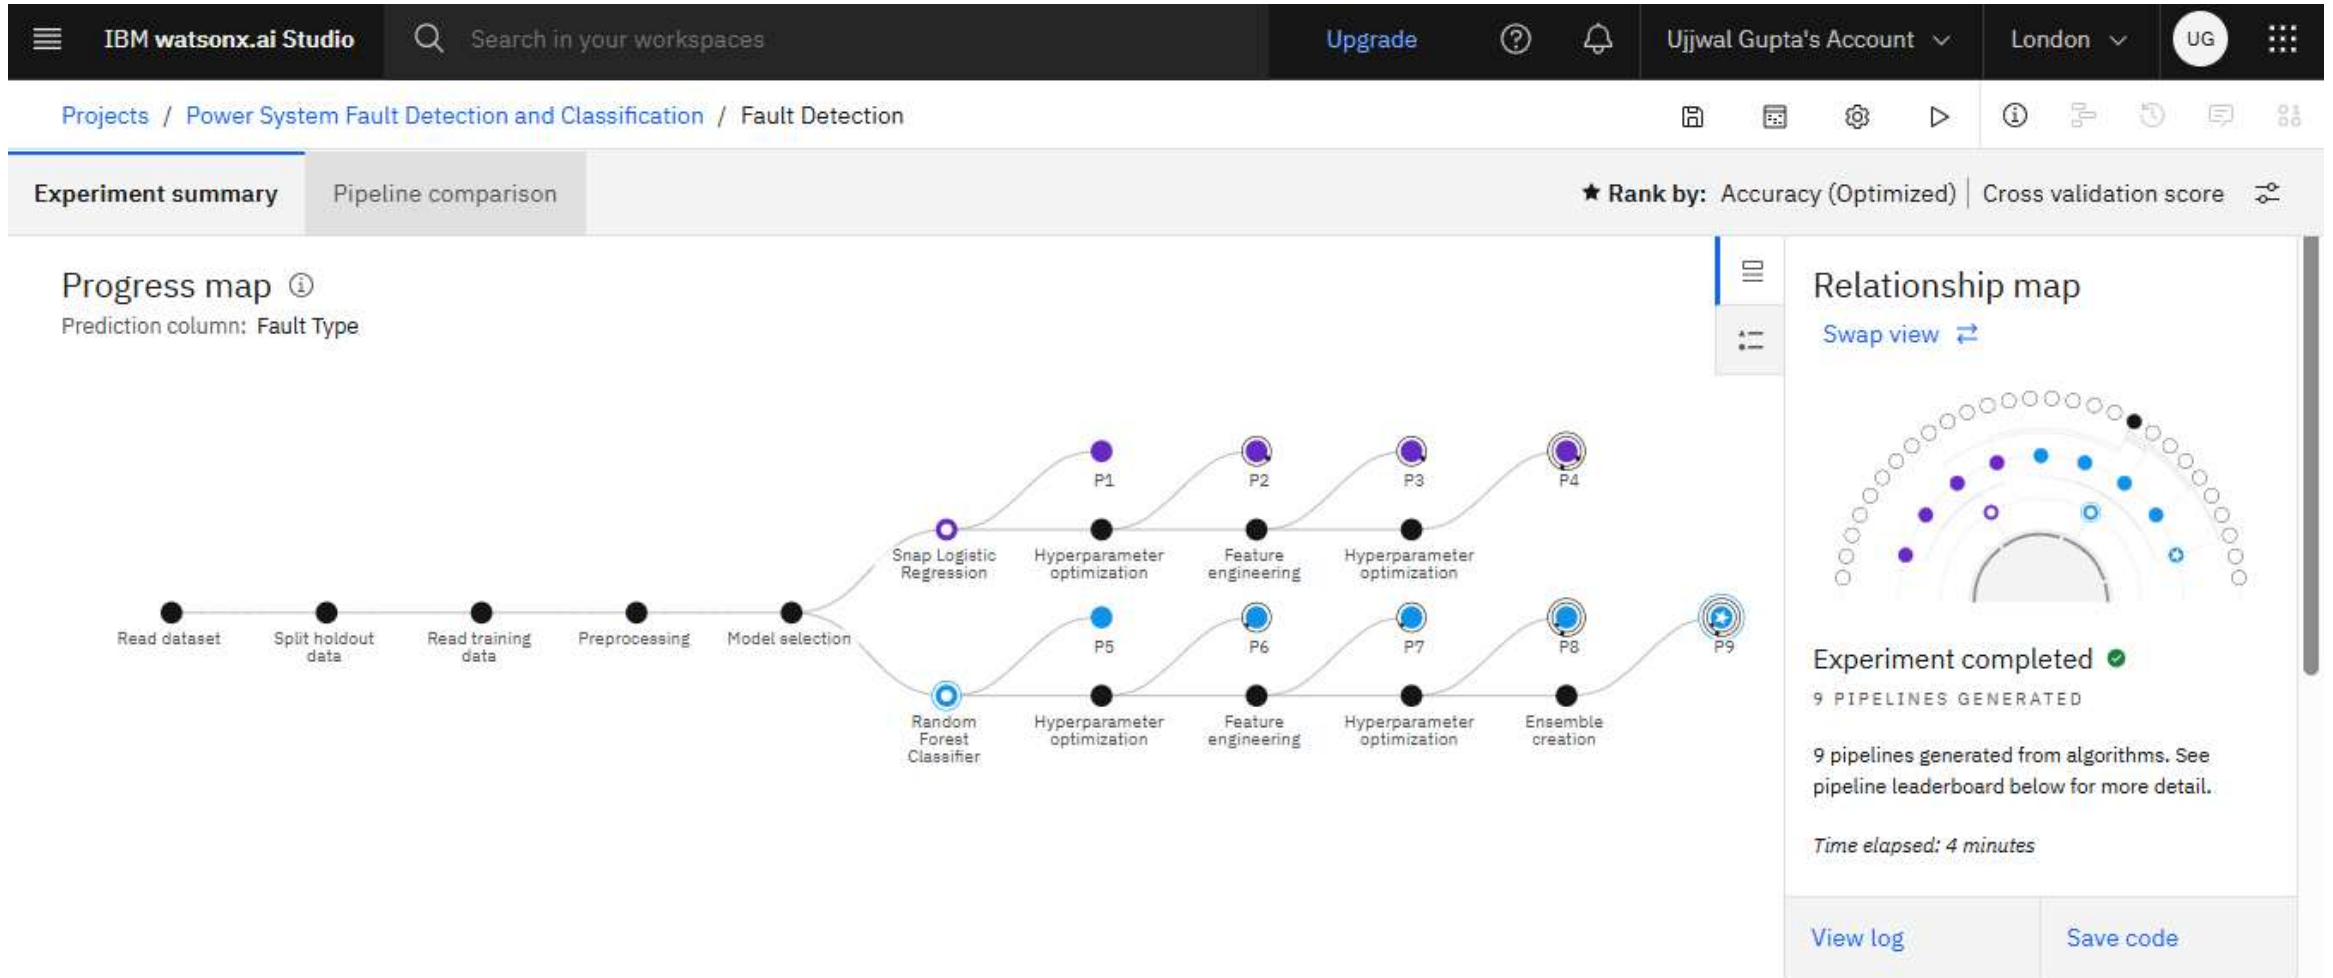 IBM watsonx.ai Studio
Search in your workspaces
Upgrade
Ujjwal Gupta's Account
London
UG
Projects / Power System Fault Detection and Classification / Fault Detection
Experiment summary
Pipeline comparison
Rank by: Accuracy (Optimized) | Cross validation score
Progress map
Prediction column: Fault Type
P1
P2
P3
P4
Snap Logistic
Regression
Hyperparameter
optimization
Feature
engineering
Hyperparameter
optimization
Read dataset
Split holdout
data
Read training
data
Preprocessing
Model selection
P5
P6
P7
P8
P9
Random
Forest
Classifier
Hyperparameter
optimization
Feature
engineering
Hyperparameter
optimization
Ensemble
creation
Relationship map
Swap view
Experiment completed
9 PIPELINES GENERATED
9 pipelines generated from algorithms. See
pipeline leaderboard below for more detail.
Time elapsed: 4 minutes
View log
Save code